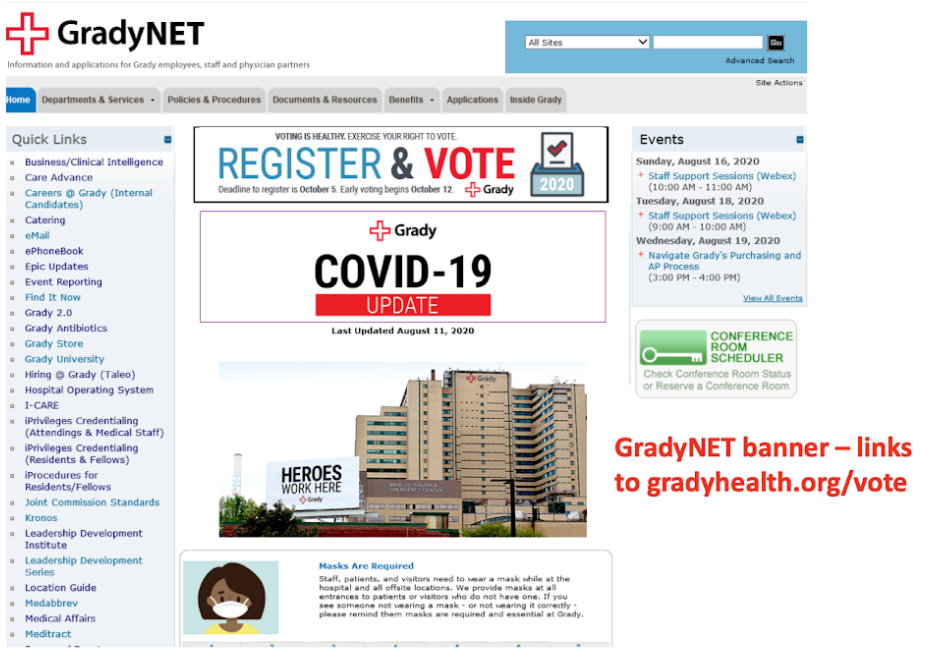 GradyNET
Information and applications for Grady employees, staff and physician partners
All Sites
Go
Advanced Search
Site Actions
Home
Departments & Services
Policies & Procedures
Documents & Resources
Benefits
Applications
Inside Grady
Quick Links
Business/Clinical Intelligence
Care Advance
Careers @ Grady (Internal
Candidates)
Catering
eMail
ePhoneBook
Epic Updates
Event Reporting
Find It Now
Grady 2.0
Grady Antibiotics
Grady Store
Grady University
Hiring @ Grady (Taleo)
Hospital Operating System
I-CARE
iPrivileges Credentialing
(Attendings & Medical Staff)
iPrivileges Credentialing
(Residents & Fellows)
iProcedures for
Residents/Fellows
Joint Commission Standards
Kronos
Leadership Development
Institute
Leadership Development
Series
Location Guide
Medabbrev
Medical Affairs
Meditract
VOTING IS HEALTHY. EXERCISE YOUR RIGHT TO VOTE.
REGISTER & VOTE
Deadline to register is October 5. Early voting begins October 12.
Grady
2020
Grady
COVID-19
UPDATE
Last Updated August 11, 2020
Grady
HEROES
WORK HERE
Grady
MARCUS TRAUMA &
EMERGENCY CENTER
Masks Are Required
Staff, patients, and visitors need to wear a mask while at the
hospital and all offsite locations. We provide masks at all
entrances to patients or visitors who do not have one. If you
see someone not wearing a mask - or not wearing it correctly -
please remind them masks are required and essential at Grady.
Events
Sunday, August 16, 2020
Staff Support Sessions (Webex)
(10:00 AM - 11:00 AM)
Tuesday, August 18, 2020
Staff Support Sessions (Webex)
(9:00 AM - 10:00 AM)
Wednesday, August 19, 2020
Navigate Grady's Purchasing and
AP Process
(3:00 PM - 4:00 PM)
View All Events
CONFERENCE
ROOM
SCHEDULER
Check Conference Room Status
or Reserve a Conference Room
GradyNET banner – links
to gradyhealth.org/vote